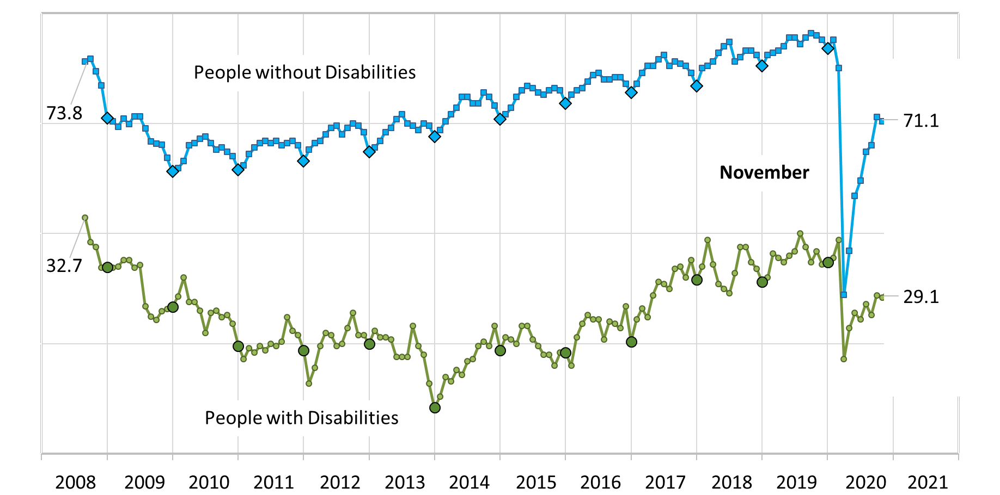 People without Disabilities
73.8
71.1
November
32.7
29.1
People with Disabilities
2008 2009 2010 2011 2012 2013 2014 2015 2016 2017 2018 2019 2020 2021